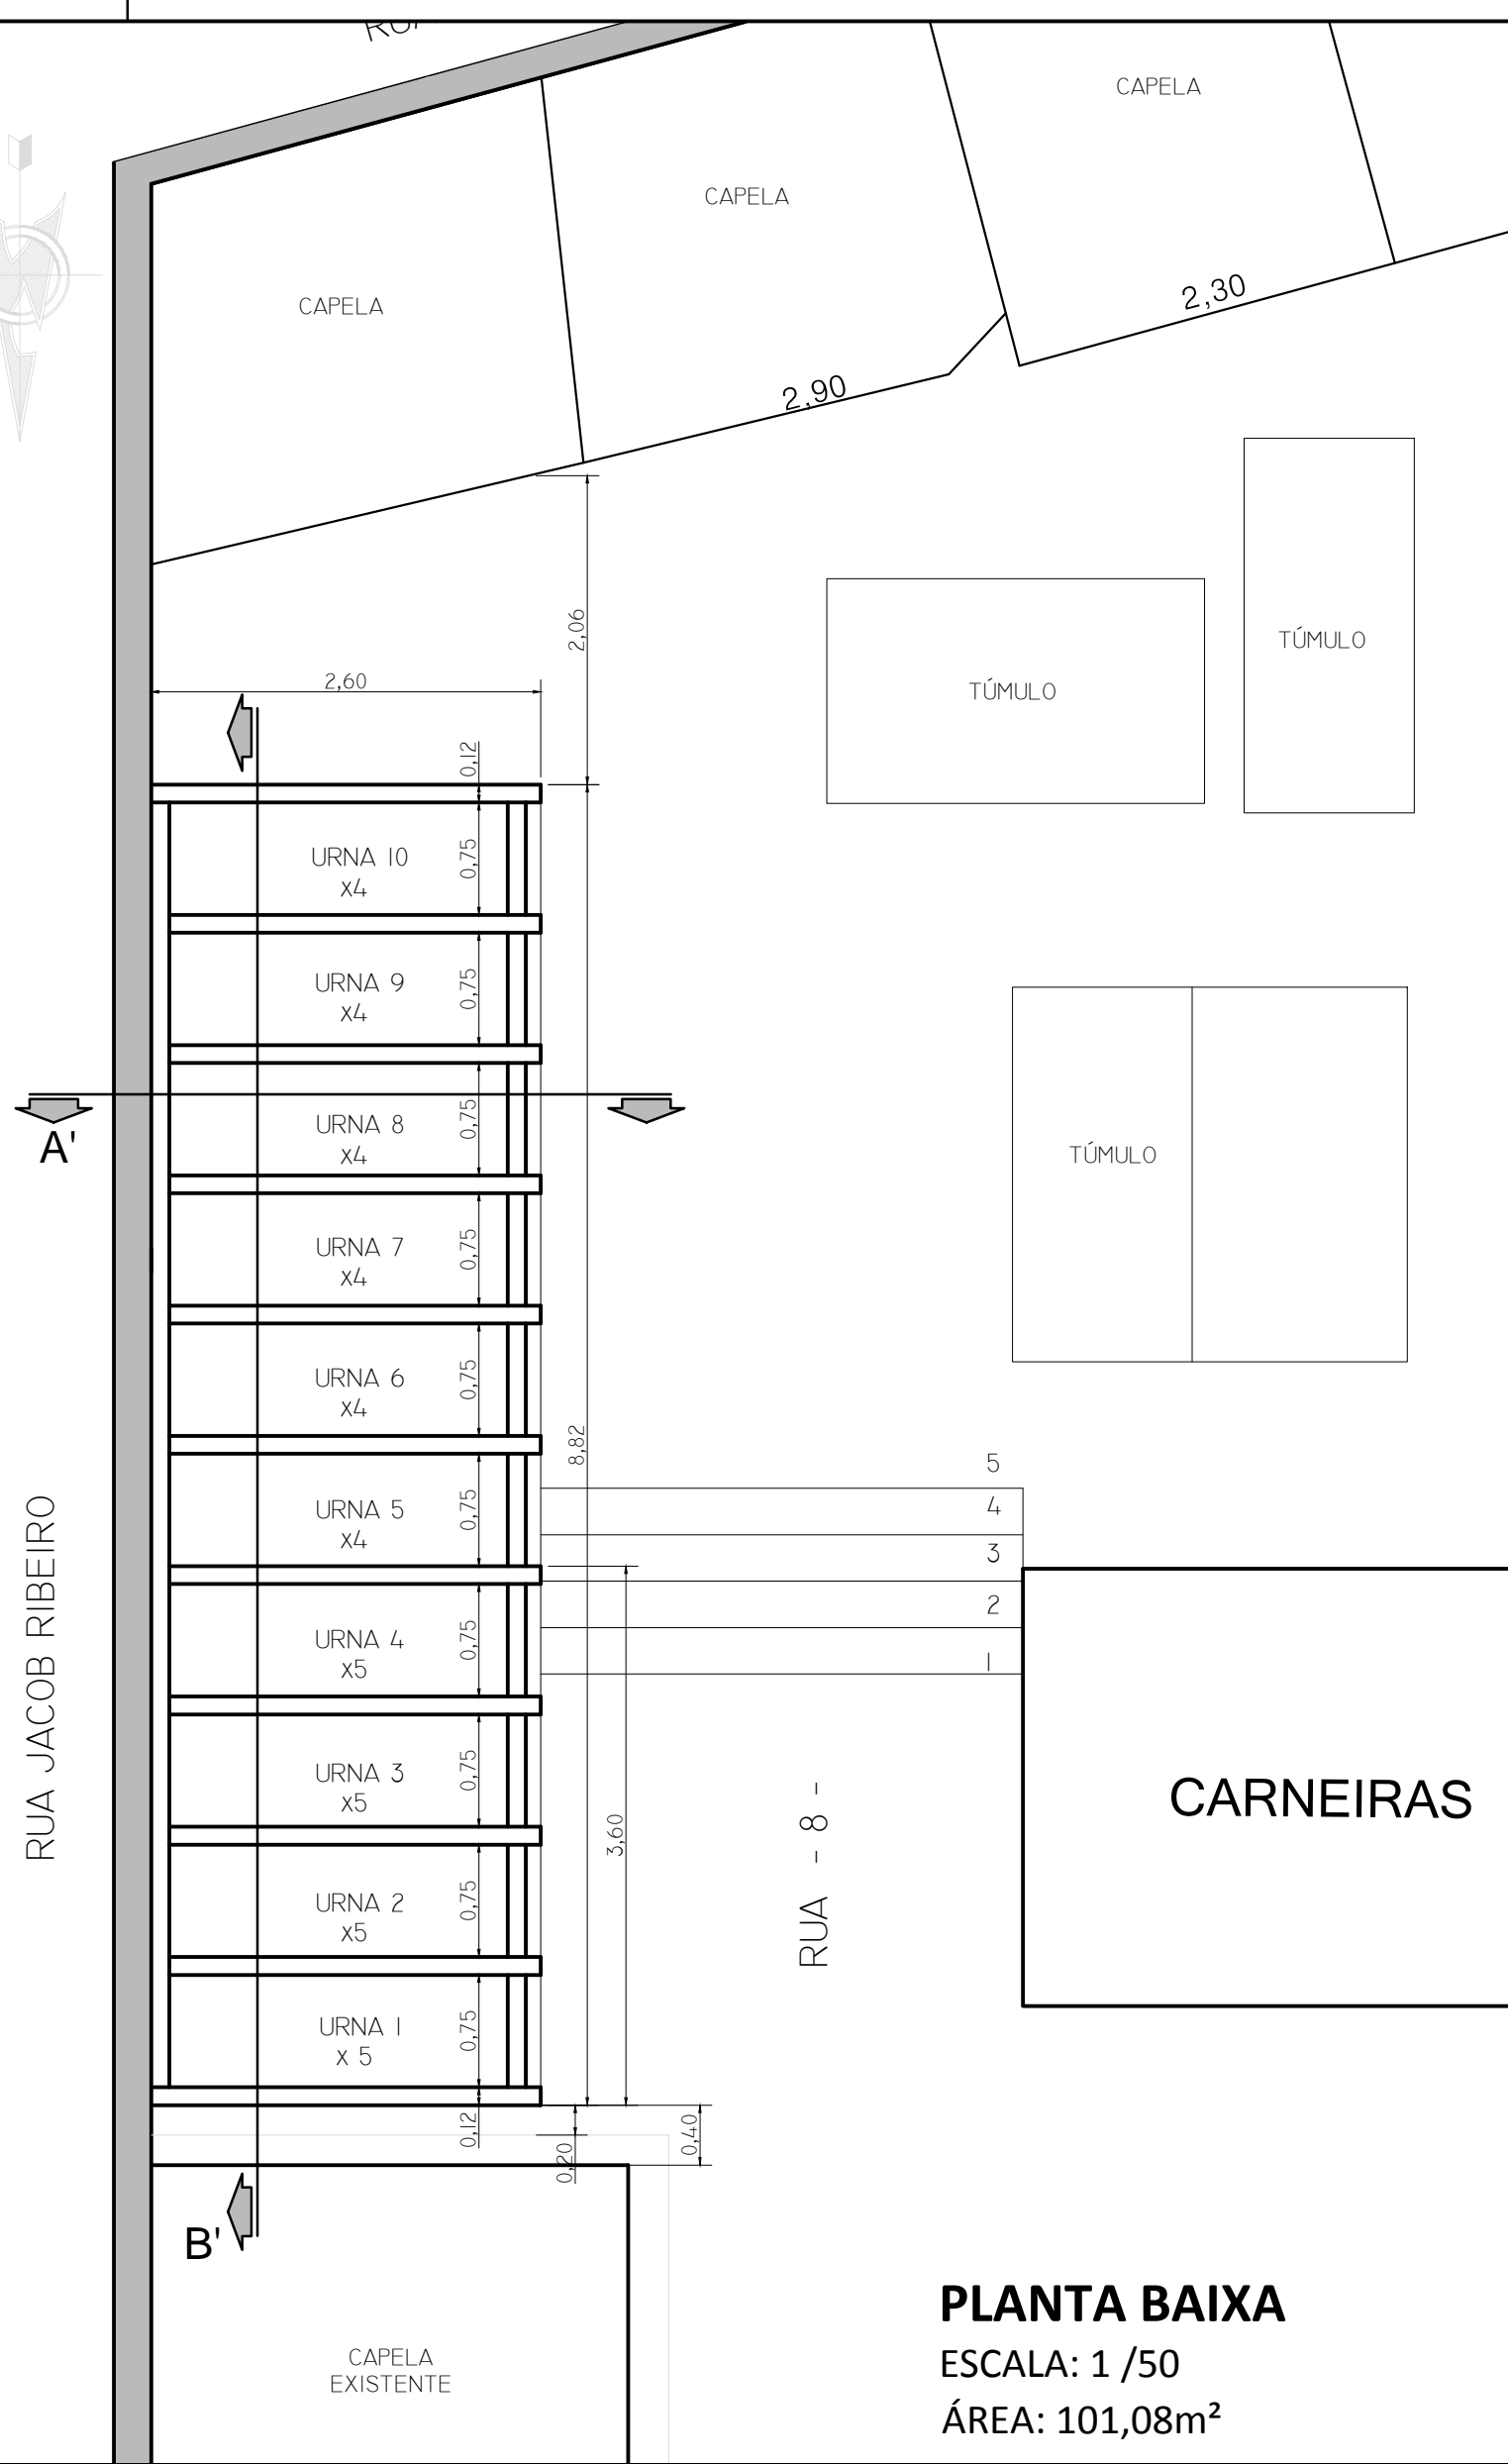 CAPELA
CAPELA
CAPELA
2,30
2,90
2,06
TÚMULO
TÚMULO
2,60
0,12
URNA 10
X4
0,75
URNA 9
X4
0,75
A'
URNA 8
X4
0,75
TÚMULO
URNA 7
X4
0,75
URNA 6
X4
0,75
8,82
5
4
3
2
1
URNA 5
X4
0,75
RUA JACOB RIBEIRO
URNA 4
X5
0,75
URNA 3
X5
0,75
3,60
RUA - 8 -
CARNEIRAS
URNA 2
X5
0,75
URNA 1
X 5
0,75
0,12
0,20
0,40
B'
CAPELA
EXISTENTE
PLANTA BAIXA
ESCALA: 1 /50
ÁREA: 101,08m²